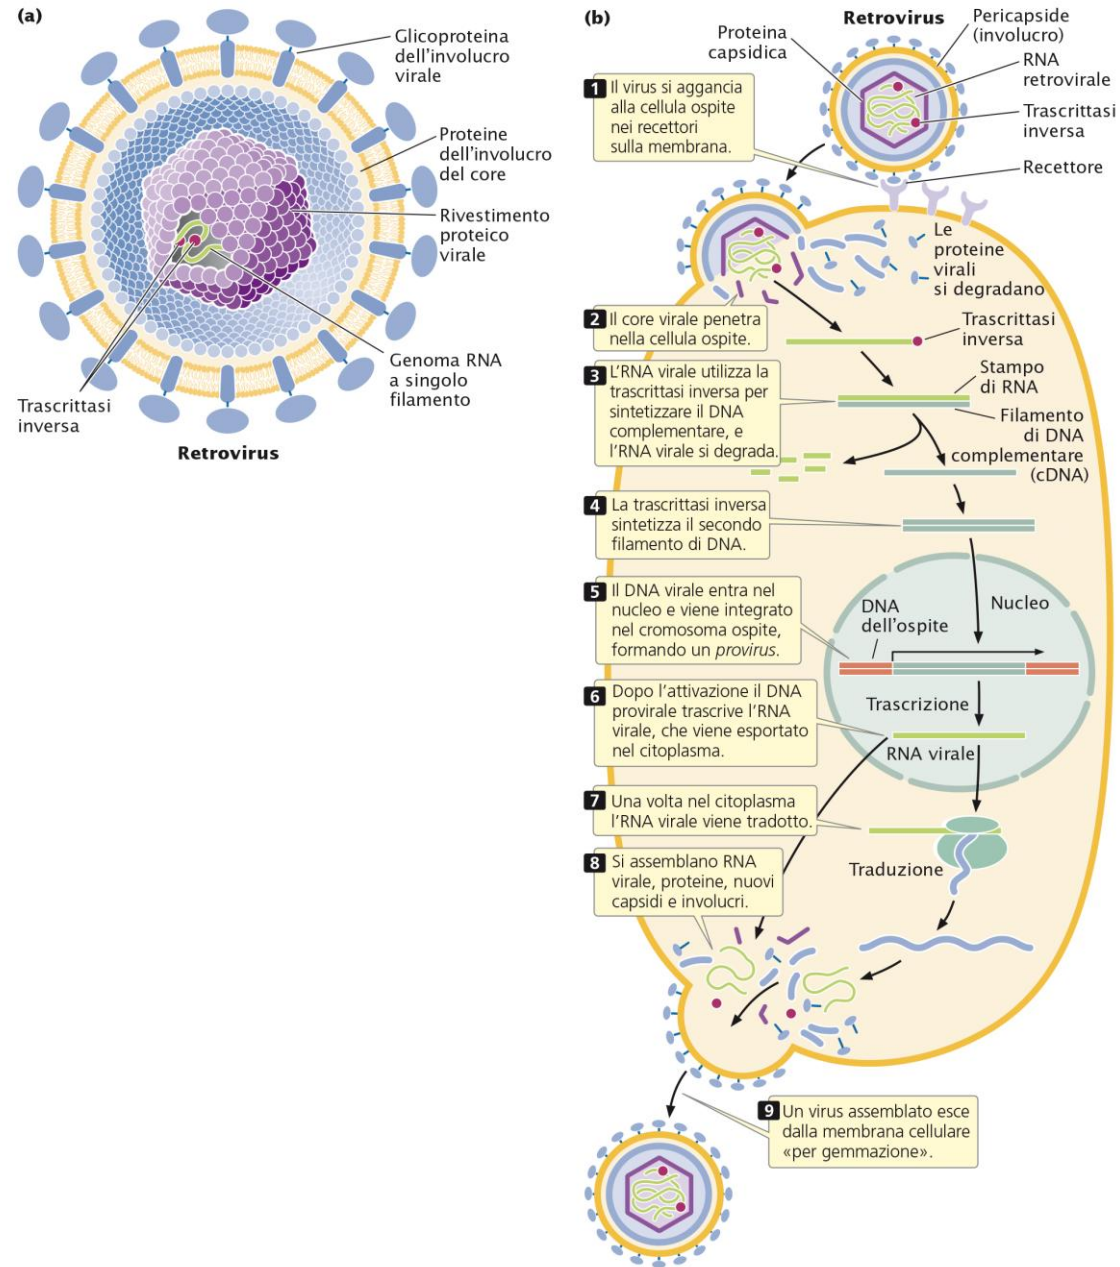 (a)
Glicoproteina
dell'involucro
virale
Proteine
dell'involucro
del core
Rivestimento
proteico
virale
Genoma RNA
a singolo
filamento
Trascrittasi
inversa
Retrovirus
(b)
Retrovirus
Proteina
capsidica
Pericapside
(involucro)
RNA
retrovirale
Trascrittasi
inversa
Recettore
1 Il virus si aggancia
alla cellula ospite
nei recettori
sulla membrana.
Le
proteine
virali
si degradano
2 Il core virale penetra
nella cellula ospite.
Trascrittasi
inversa
3 L'RNA virale utilizza la
trascrittasi inversa per
sintetizzare il DNA
complementare, e
l'RNA virale si degrada.
Stampo
di RNA
Filamento
di DNA
complementare
(cDNA)
4 La trascrittasi inversa
sintetizza il secondo
filamento di DNA.
5 Il DNA virale entra nel
nucleo e viene integrato
nel cromosoma ospite,
formando un provirus.
DNA
dell'ospite
Nucleo
Trascrizione
6 Dopo l'attivazione il DNA
provirale trascrive l'RNA
virale, che viene esportato
nel citoplasma.
RNA virale
7 Una volta nel citoplasma
l'RNA virale viene tradotto.
Traduzione
8 Si assemblano RNA
virale, proteine, nuovi
capsidi e involucri.
9 Un virus assemblato esce
dalla membrana cellulare
«per gemmazione».